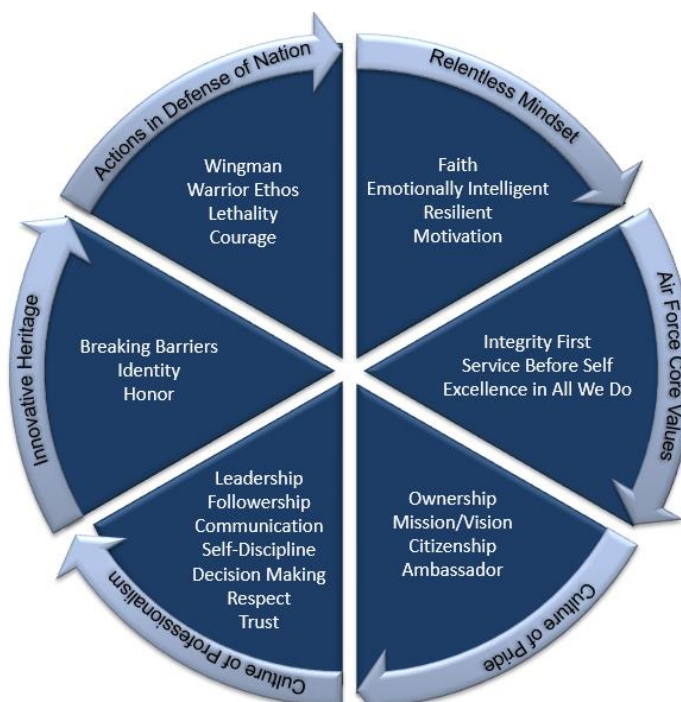 Actions in Defense of Nation
Wingman
Warrior Ethos
Lethality
Courage
Relentless Mindset
Faith
Emotionally Intelligent
Resilient
Motivation
Air Force Core Values
Integrity First
Service Before Self
Excellence in All We Do
Culture of Pride
Ownership
Mission/Vision
Citizenship
Ambassador
Culture of Professionalism
Leadership
Followership
Communication
Self-Discipline
Decision Making
Respect
Trust
Innovative Heritage
Breaking Barriers
Identity
Honor